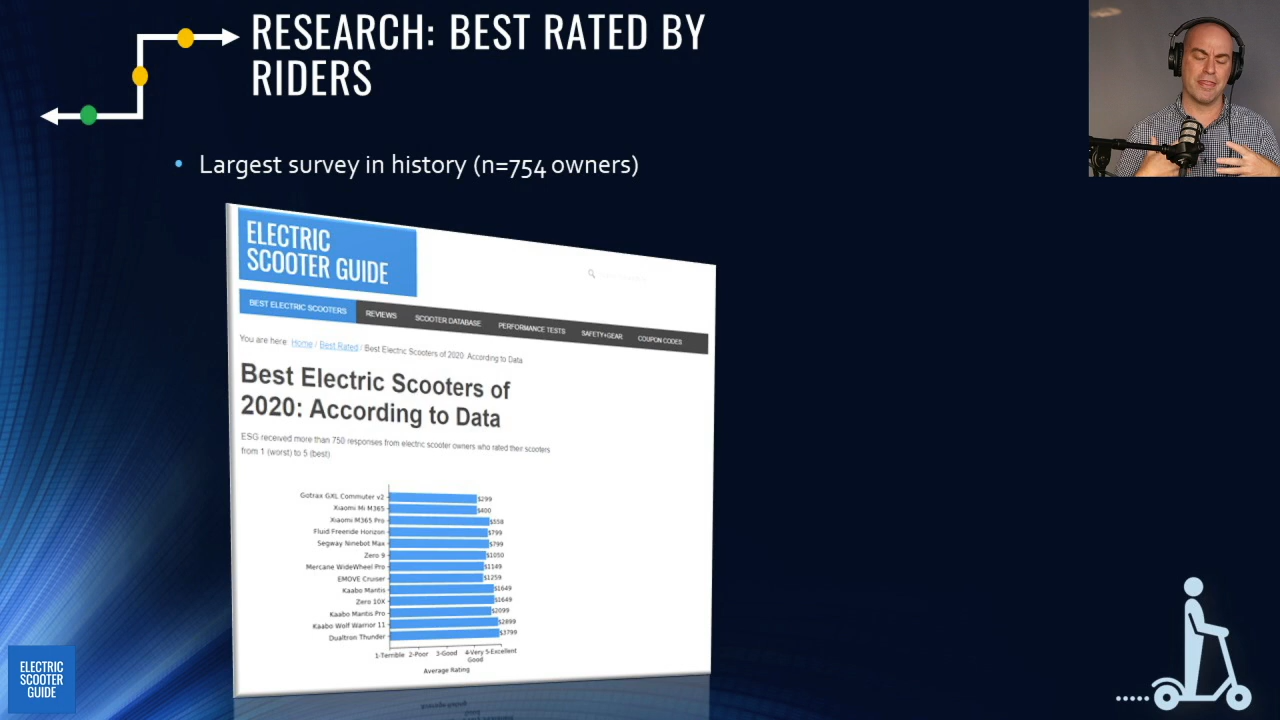 RESEARCH: BEST RATED BY
RIDERS
• Largest survey in history (n=754 owners)
ELECTRIC
SCOOTER GUIDE
BEST ELECTRIC SCOOTERS REVIEWS SCOOTER DATABASE PERFORMANCE TESTS SAFETY+GEAR COUPON CODES
You are here: Home / Best Rated / Best Electric Scooters of 2020: According to Data
Best Electric Scooters of
2020: According to Data
ESG received more than 750 responses from electric scooter owners who rated their scooters
from 1 (worst) to 5 (best)
Gotrax GXL Commuter v2 $299
Xiaomi Mi M365 $400
Xiaomi M365 Pro $558
Fluid Freeride Horizon $799
Segway Ninebot Max $799
Zero 9 $1050
Mercane WideWheel Pro $1149
EMOVE Cruiser $1259
Kaabo Mantis $1649
Zero 10X $1649
Kaabo Mantis Pro $2099
Kaabo Wolf Warrior 11 $2899
Dualtron Thunder $3799
1-Terrible 2-Poor 3-Good 4-Very 5-Excellent
Good
Average Rating
ELECTRIC
SCOOTER
GUIDE